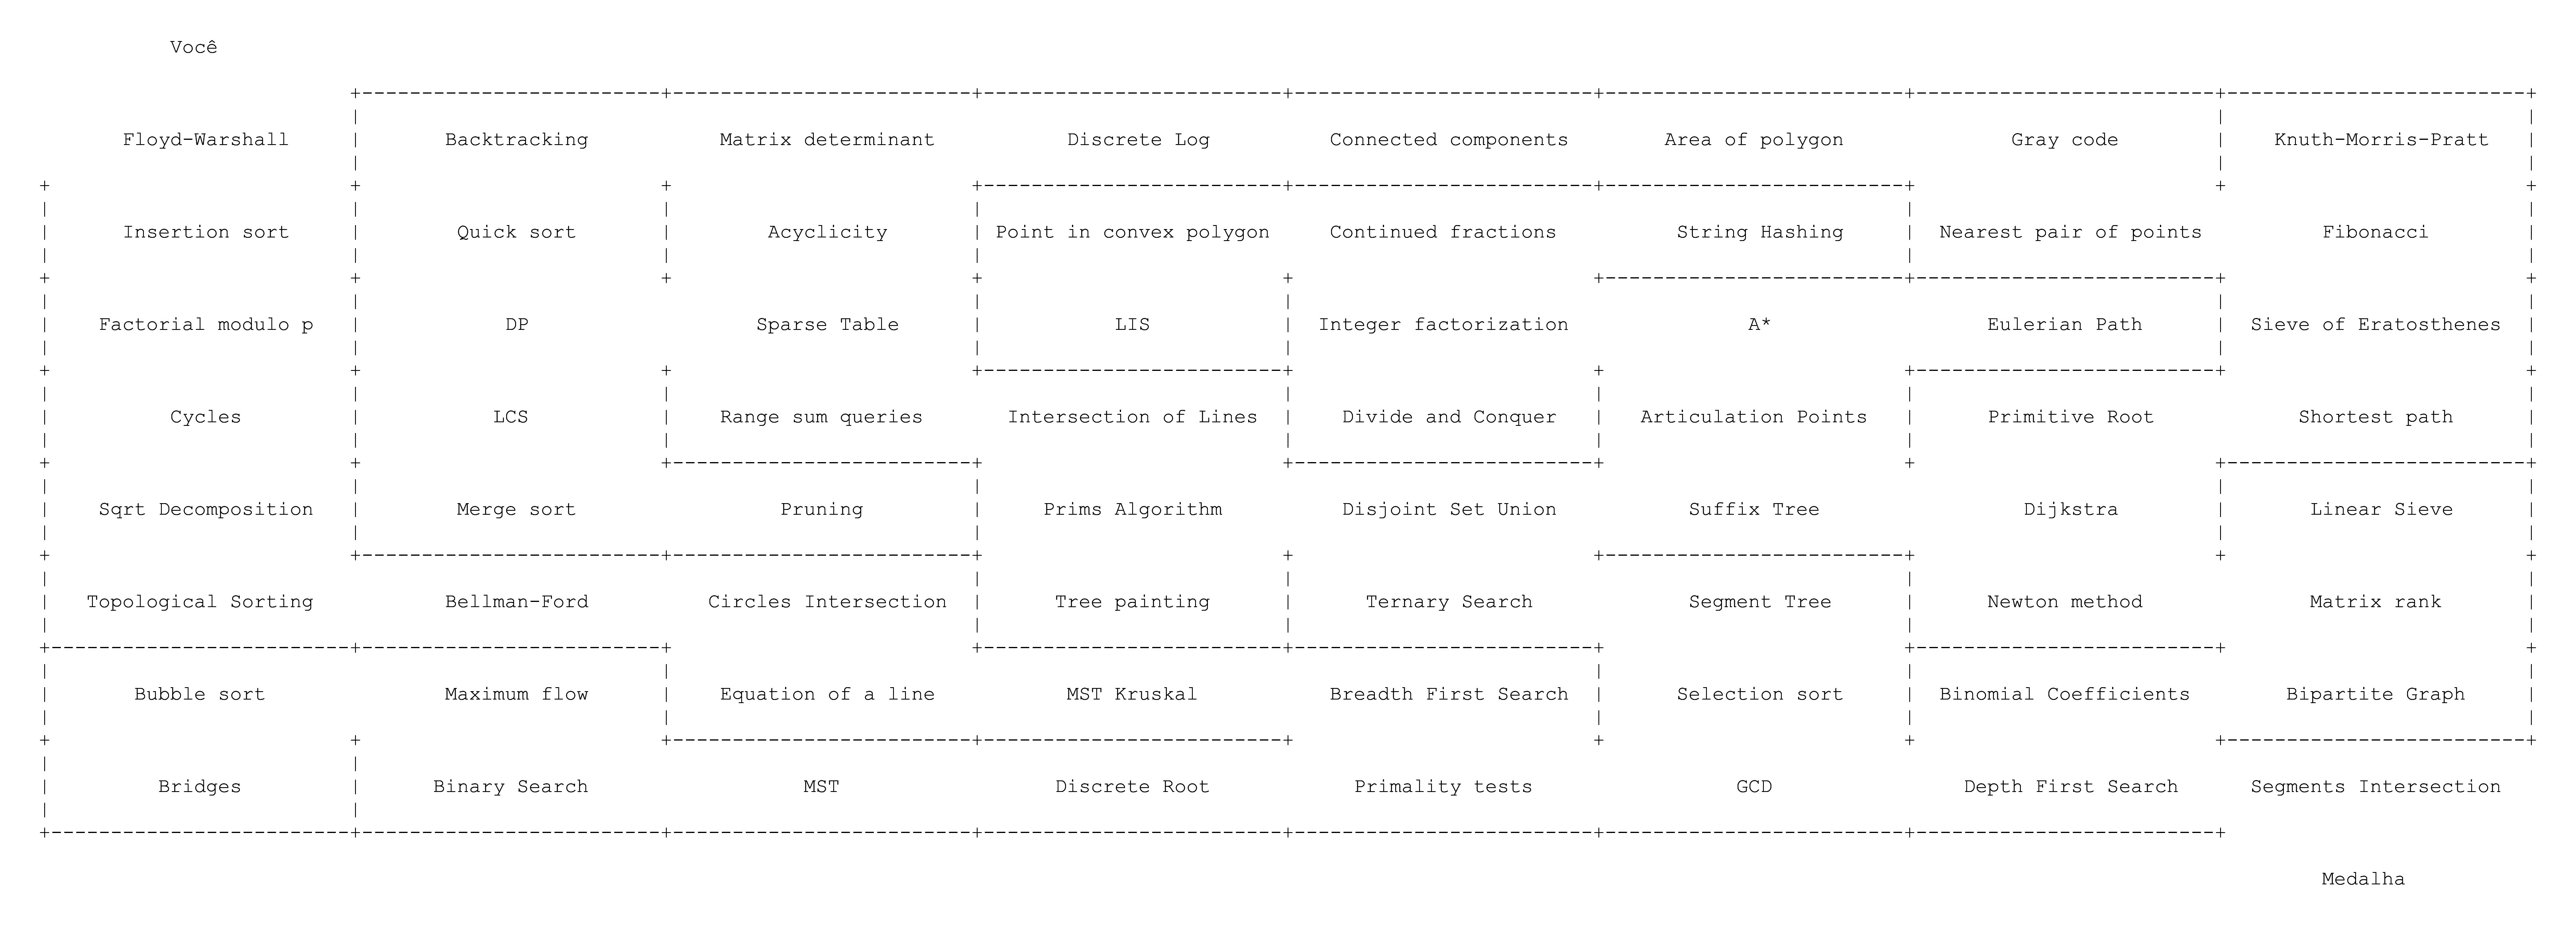 Você
Floyd-Warshall Backtracking Matrix determinant Discrete Log Connected components Area of polygon Gray code Knuth-Morris-Pratt
Insertion sort Quick sort Acyclicity Point in convex polygon Continued fractions String Hashing Nearest pair of points Fibonacci
Factorial modulo p DP Sparse Table LIS Integer factorization A* Eulerian Path Sieve of Eratosthenes
Cycles LCS Range sum queries Intersection of Lines Divide and Conquer Articulation Points Primitive Root Shortest path
Sqrt Decomposition Merge sort Pruning Prims Algorithm Disjoint Set Union Suffix Tree Dijkstra Linear Sieve
Topological Sorting Bellman-Ford Circles Intersection Tree painting Ternary Search Segment Tree Newton method Matrix rank
Bubble sort Maximum flow Equation of a line MST Kruskal Breadth First Search Selection sort Binomial Coefficients Bipartite Graph
Bridges Binary Search MST Discrete Root Primality tests GCD Depth First Search Segments Intersection
Medalha